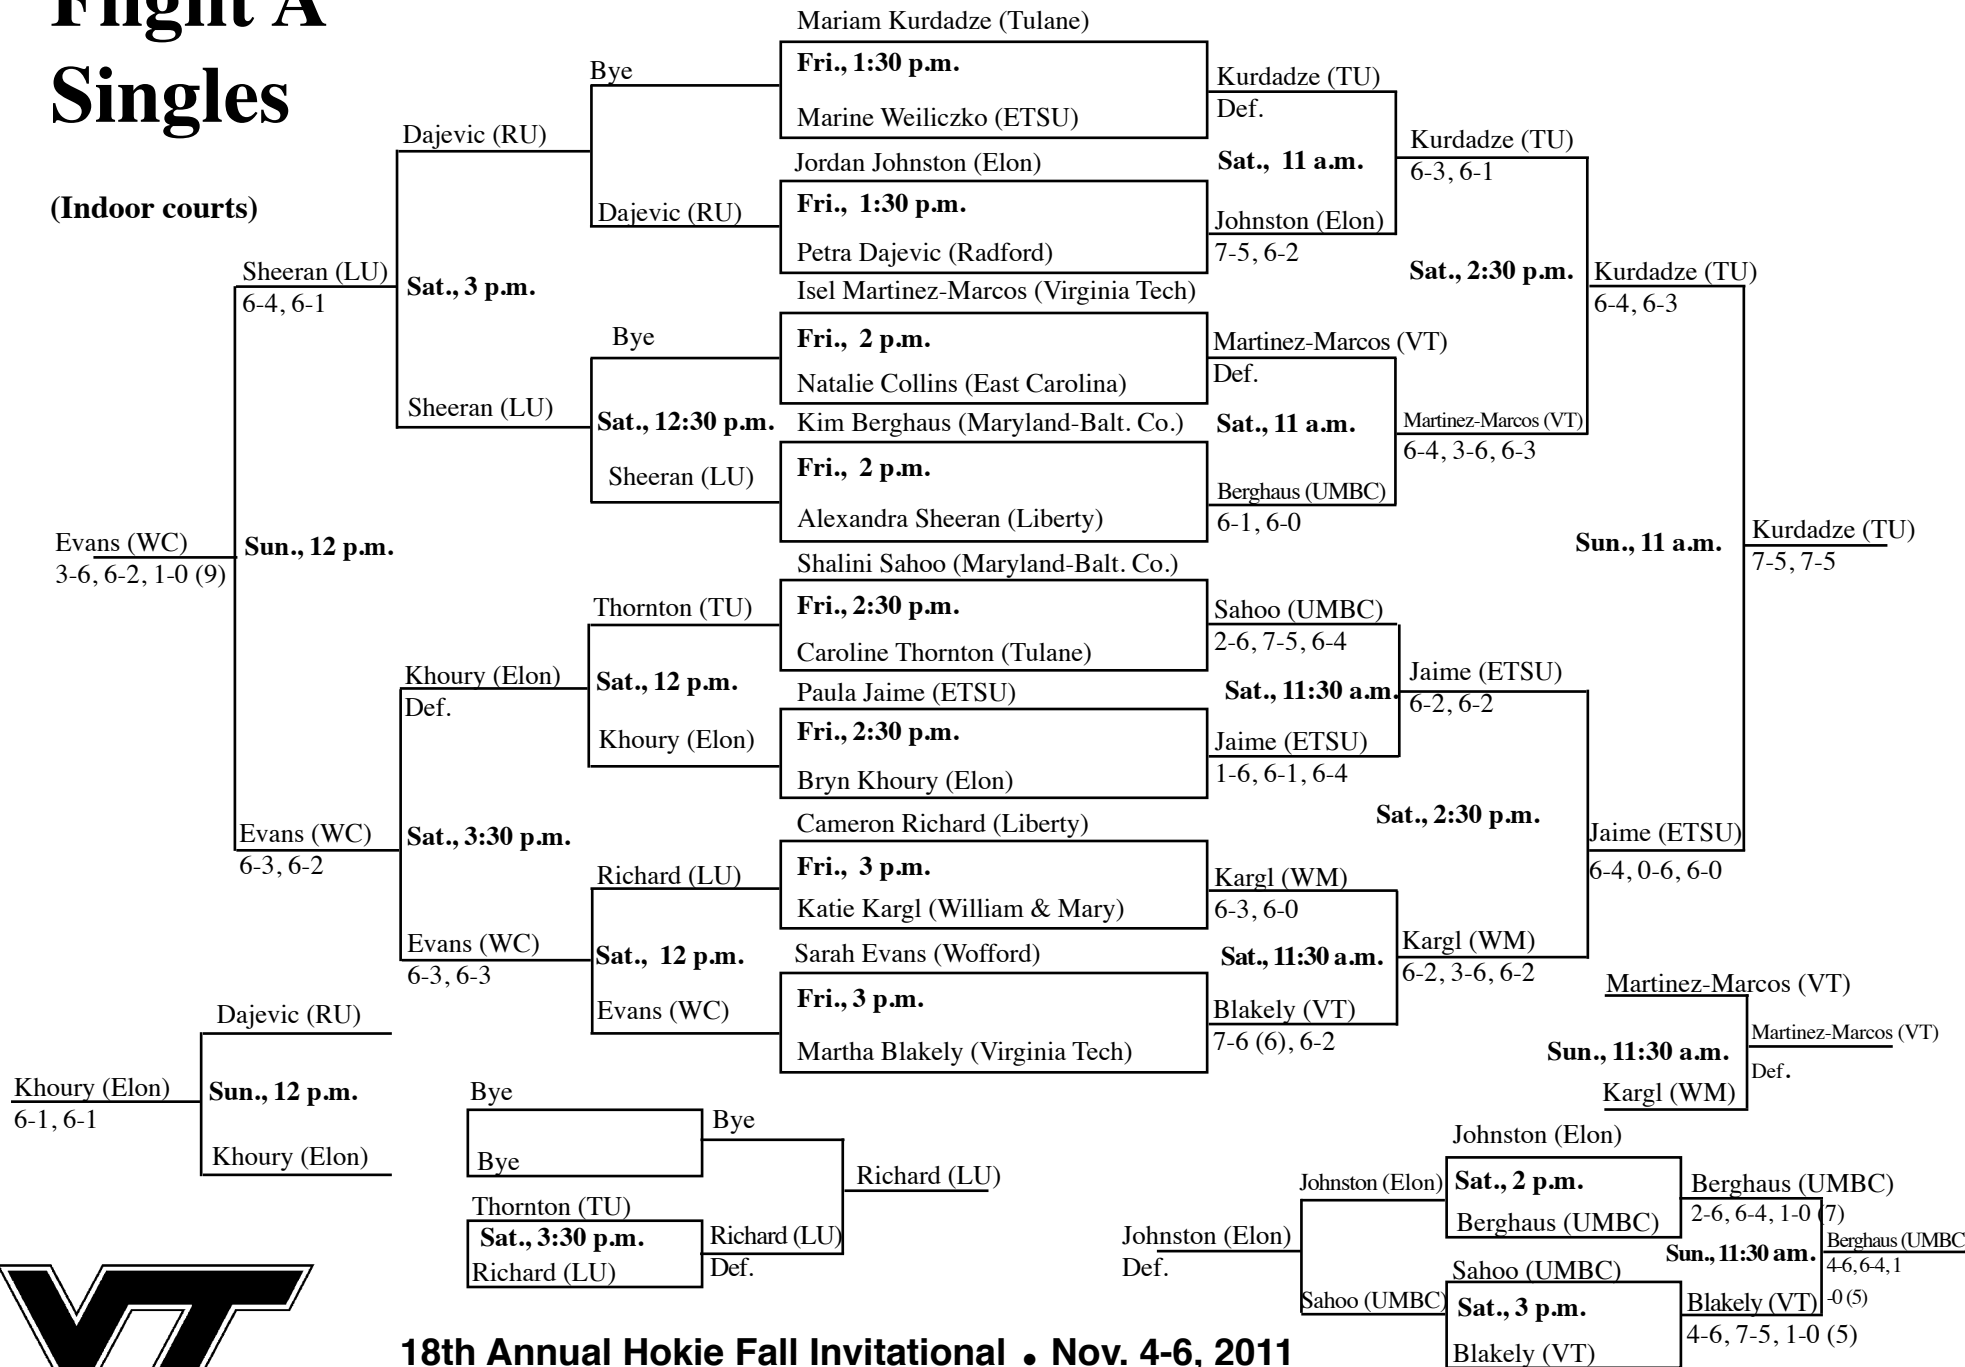 Flight A
Singles
(Indoor courts)
Mariam Kurdadze (Tulane)
Fri., 1:30 p.m.
Marine Weiliczko (ETSU)
Jordan Johnston (Elon)
Fri., 1:30 p.m.
Petra Dajevic (Radford)
Isel Martinez-Marcos (Virginia Tech)
Fri., 2 p.m.
Natalie Collins (East Carolina)
Kim Berghaus (Maryland-Balt. Co.)
Fri., 2 p.m.
Alexandra Sheeran (Liberty)
Shalini Sahoo (Maryland-Balt. Co.)
Fri., 2:30 p.m.
Caroline Thornton (Tulane)
Paula Jaime (ETSU)
Fri., 2:30 p.m.
Bryn Khoury (Elon)
Cameron Richard (Liberty)
Fri., 3 p.m.
Katie Kargl (William & Mary)
Sarah Evans (Wofford)
Fri., 3 p.m.
Martha Blakely (Virginia Tech)
Kurdadze (TU)
Def.
Sat., 11 a.m.
Johnston (Elon)
7-5, 6-2
Martinez-Marcos (VT)
Def.
Sat., 11 a.m.
Berghaus (UMBC)
6-1, 6-0
Sahoo (UMBC)
2-6, 7-5, 6-4
Sat., 11:30 a.m.
Jaime (ETSU)
1-6, 6-1, 6-4
Kargl (WM)
6-3, 6-0
Sat., 11:30 a.m.
Blakely (VT)
7-6 (6), 6-2
Kurdadze (TU)
6-3, 6-1
Sat., 2:30 p.m.
Martinez-Marcos (VT)
6-4, 3-6, 6-3
Jaime (ETSU)
6-2, 6-2
Sat., 2:30 p.m.
Kargl (WM)
6-2, 3-6, 6-2
Kurdadze (TU)
6-4, 6-3
Sun., 11 a.m.
Jaime (ETSU)
6-4, 0-6, 6-0
Kurdadze (TU)
7-5, 7-5
Bye
Dajevic (RU)
Bye
Sat., 12:30 p.m.
Sheeran (LU)
Thornton (TU)
Sat., 12 p.m.
Khoury (Elon)
Richard (LU)
Sat., 12 p.m.
Evans (WC)
Dajevic (RU)
Sat., 3 p.m.
Sheeran (LU)
Khoury (Elon)
Def.
Sat., 3:30 p.m.
Evans (WC)
6-3, 6-3
Sheeran (LU)
6-4, 6-1
Sun., 12 p.m.
Evans (WC)
6-3, 6-2
Evans (WC)
3-6, 6-2, 1-0 (9)
Dajevic (RU)
Sun., 12 p.m.
Khoury (Elon)
Khoury (Elon)
6-1, 6-1
Bye
Bye
Bye
Thornton (TU)
Sat., 3:30 p.m.
Richard (LU)
Richard (LU)
Def.
Richard (LU)
Martinez-Marcos (VT)
Sun., 11:30 a.m.
Kargl (WM)
Martinez-Marcos (VT)
Def.
Johnston (Elon)
Sat., 2 p.m.
Berghaus (UMBC)
Sahoo (UMBC)
Sat., 3 p.m.
Blakely (VT)
Johnston (Elon)
Sahoo (UMBC)
Johnston (Elon)
Def.
Berghaus (UMBC)
2-6, 6-4, 1-0 (7)
Sun., 11:30 am.
Blakely (VT)
4-6, 7-5, 1-0 (5)
Berghaus (UMBC
4-6,6-4,1
-0 (5)
VT
18th Annual Hokie Fall Invitational • Nov. 4-6, 2011